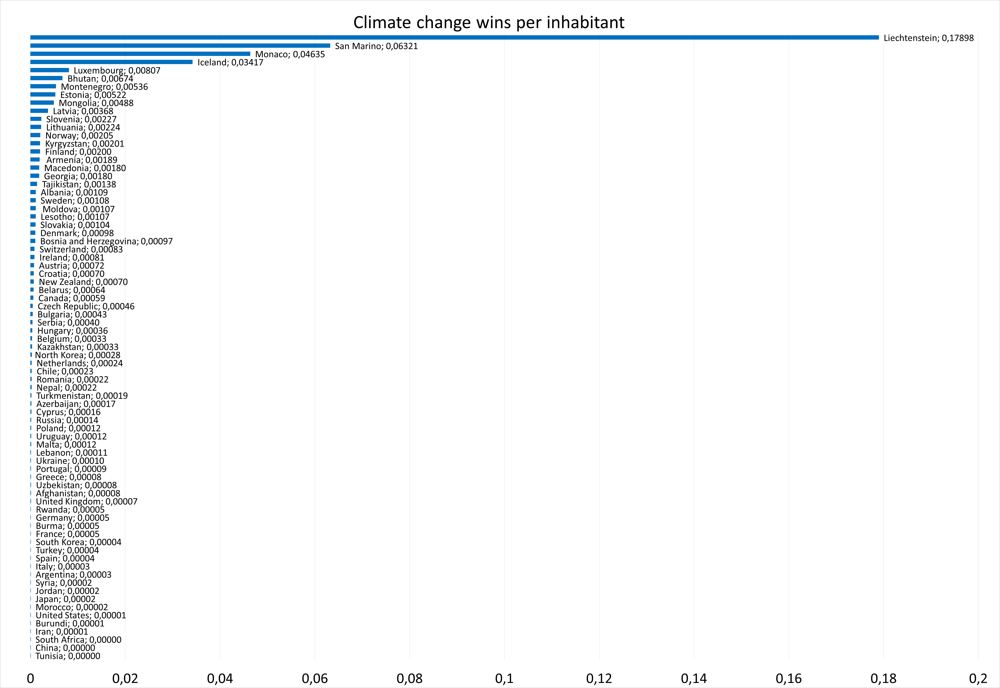 Climate change wins per inhabitant
Liechtenstein; 0,17898
San Marino; 0,06321
Monaco; 0,04635
Iceland; 0,03417
Luxembourg; 0,00807
Bhutan; 0,00674
Montenegro; 0,00536
Estonia; 0,00522
Mongolia; 0,00488
Latvia; 0,00368
Slovenia; 0,00227
Lithuania; 0,00224
Norway; 0,00205
Kyrgyzstan; 0,00201
Finland; 0,00200
Armenia; 0,00189
Macedonia; 0,00180
Georgia; 0,00180
Tajikistan; 0,00138
Albania; 0,00109
Sweden; 0,00108
Moldova; 0,00107
Lesotho; 0,00107
Slovakia; 0,00104
Denmark; 0,00098
Bosnia and Herzegovina; 0,00097
Switzerland; 0,00083
Ireland; 0,00081
Austria; 0,00072
Croatia; 0,00070
New Zealand; 0,00070
Belarus; 0,00064
Canada; 0,00059
Czech Republic; 0,00046
Bulgaria; 0,00043
Serbia; 0,00040
Hungary; 0,00036
Belgium; 0,00033
Kazakhstan; 0,00033
North Korea; 0,00028
Netherlands; 0,00024
Chile; 0,00023
Romania; 0,00022
Nepal; 0,00022
Turkmenistan; 0,00019
Azerbaijan; 0,00017
Cyprus; 0,00016
Russia; 0,00014
Poland; 0,00012
Uruguay; 0,00012
Malta; 0,00012
Lebanon; 0,00011
Ukraine; 0,00010
Portugal; 0,00009
Greece; 0,00008
Uzbekistan; 0,00008
Afghanistan; 0,00008
United Kingdom; 0,00007
Rwanda; 0,00005
Germany; 0,00005
Burma; 0,00005
France; 0,00005
South Korea; 0,00004
Turkey; 0,00004
Spain; 0,00004
Italy; 0,00003
Argentina; 0,00003
Syria; 0,00002
Jordan; 0,00002
Japan; 0,00002
Morocco; 0,00002
United States; 0,00001
Burundi; 0,00001
Iran; 0,00001
South Africa; 0,00000
China; 0,00000
Tunisia; 0,00000
0 0,02 0,04 0,06 0,08 0,1 0,12 0,14 0,16 0,18 0,2